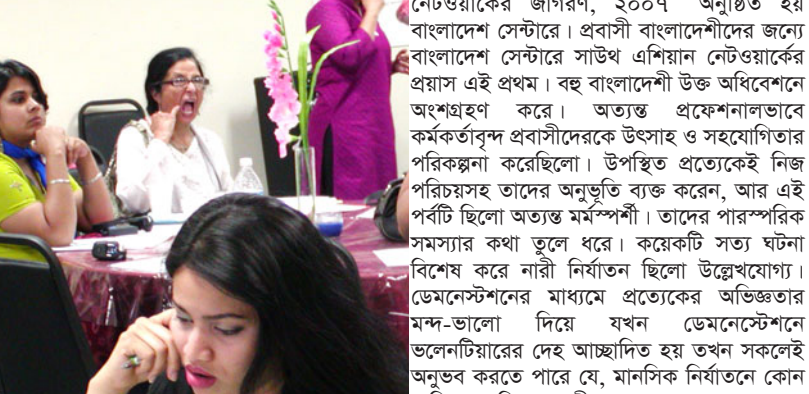 নেটওয়ার্কের জাগরণ, ২০০৭ অনুষ্ঠিত হয়
বাংলাদেশ সেন্টারে। প্রবাসী বাংলাদেশীদের জন্যে
বাংলাদেশ সেন্টারে সাউথ এশিয়ান নেটওয়ার্কের
প্রয়াস এই প্রথম। বহু বাংলাদেশী উক্ত অধিবেশনে
অংশগ্রহণ করে। অত্যন্ত প্রফেশনালভাবে
কর্মকর্তাবৃন্দ প্রবাসীদেরকে উৎসাহ ও সহযোগিতার
পরিকল্পনা করেছিলো। উপস্থিত প্রত্যেকেই নিজ
পরিচয়সহ তাদের অনুভূতি ব্যক্ত করেন, আর এই
পর্বটি ছিলো অত্যন্ত মর্মস্পর্শী। তাদের পারস্পরিক
সমস্যার কথা তুলে ধরে। কয়েকটি সত্য ঘটনা
বিশেষ করে নারী নির্যাতন ছিলো উল্লেখযোগ্য।
ডেমনেস্টশনের মাধ্যমে প্রত্যেকের অভিজ্ঞতার
মন্দ-ভালো দিয়ে যখন ডেমনেস্টেশনে
ভলেনটিয়ারের দেহ আচ্ছাদিত হয় তখন সকলেই
অনুভব করতে পারে যে, মানসিক নির্যাতনে কোন